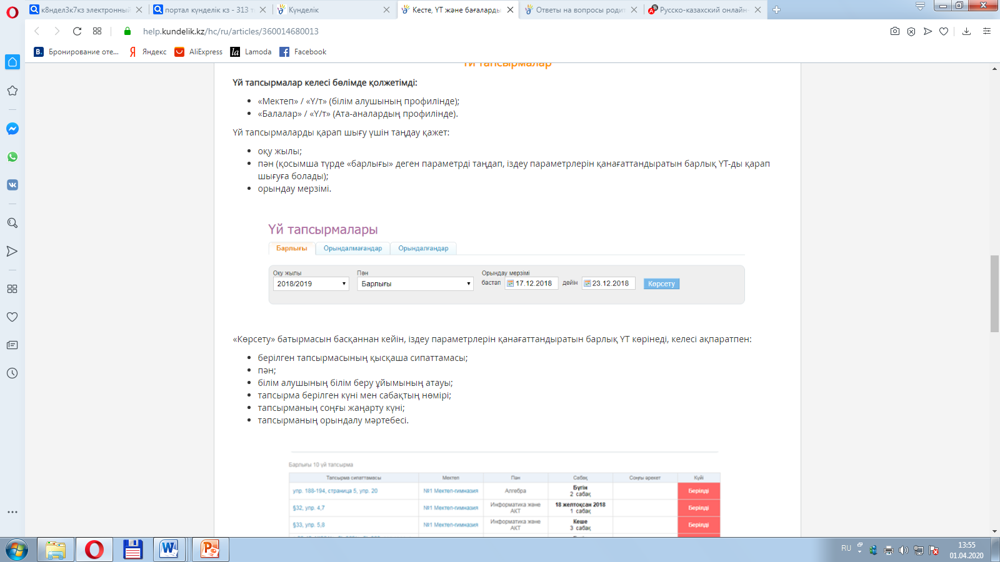 к8ндел3к7кз электронный
портал күнделік кз - 313 т
Күнделік
Кесте, ҮТ және бағаларды
Ответы на вопросы родит
Русско-казахский онлайн-
help.kundelik.kz/hc/ru/articles/360014680013
Бронирование оте...
Яндекс
AliExpress
Lamoda
Facebook
Үй тапсырмалар
Үй тапсырмалар келесі бөлімде қолжетімді:
«Мектеп» / «Ү/т» (білім алушының профилінде);
«Балалар» / «Ү/т» (Ата-аналардың профилінде).
Үй тапсырмаларды қарап шығу үшін таңдау қажет:
оқу жылы;
пән (қосымша түрде «барлығы» деген параметрді таңдап, іздеу параметрлерін қанағаттандыратын барлық ҮТ-ды қарап
шығуға болады);
орындау мерзімі.
Үй тапсырмалары
Барлығы Орындалмағандар Орындалғандар
Оқу жылы Пән Орындау мерзімі
2018/2019 Барлығы бастап 17.12.2018 дейін 23.12.2018 Көрсету
«Көрсету» батырмасын басқаннан кейін, іздеу параметрлерін қанағаттандыратын барлық ҮТ көрінеді, келесі ақпаратпен:
берілген тапсырмасының қысқаша сипаттамасы;
пән;
білім алушының білім беру ұйымының атауы;
тапсырма берілген күні мен сабақтың нөмірі;
тапсырманың соңғы жаңарту күні;
тапсырманың орындалу мәртебесі.
Барлығы 10 үй тапсырма
Тапсырма сипаттамасы Мектеп Пән Сабақ Соңғы әрекет Күйі
упр. 188-194, страница 5, упр. 20 №1 Мектеп-гимназия Алгебра Бүгін 2 сабақ Берілді
§32, упр. 4,7 №1 Мектеп-гимназия Информатика және АКТ 18 желтоқсан 2018 1 сабақ Берілді
§33, упр. 5,8 №1 Мектеп-гимназия Информатика және АКТ Кеше 3 сабақ Берілді
RU
13:55
01.04.2020